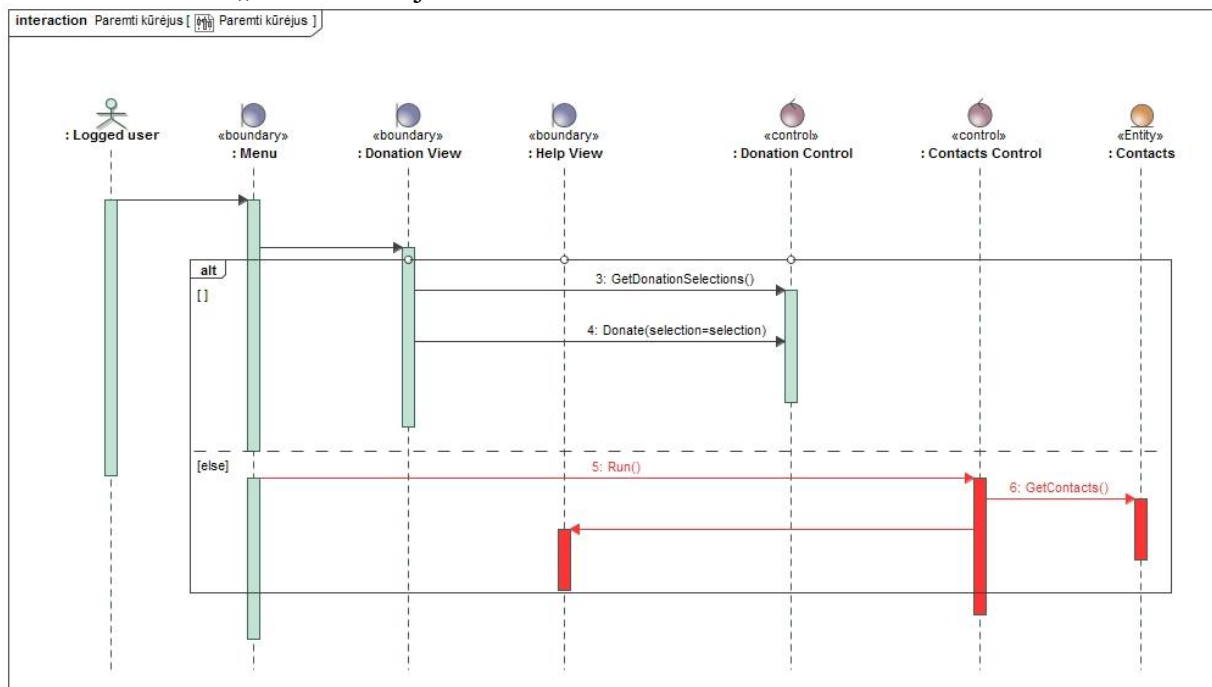 interaction Paremti kūrėjus [ Paremti kūrėjus ]
: Logged user
«boundary»
: Menu
«boundary»
: Donation View
«boundary»
: Help View
«control»
: Donation Control
«control»
: Contacts Control
«Entity»
: Contacts
alt
[ ]
3: GetDonationSelections()
4: Donate(selection=selection)
[else]
5: Run()
6: GetContacts()